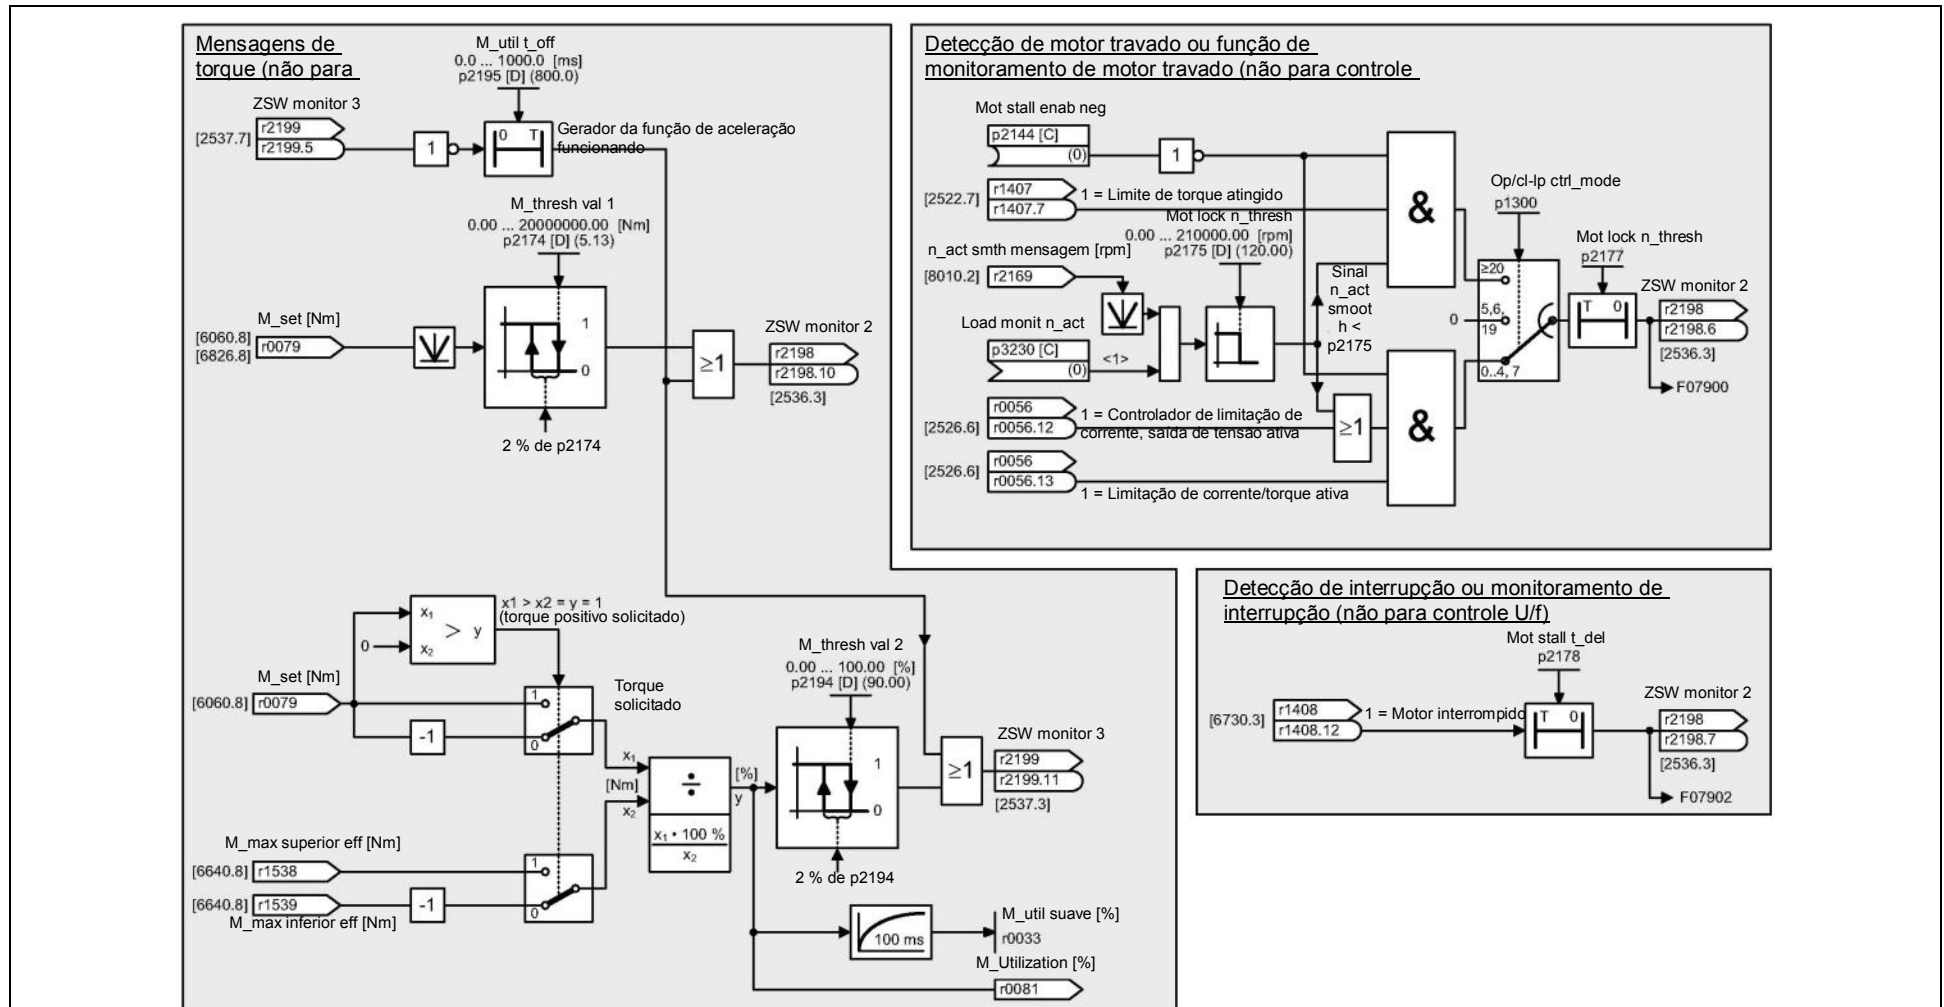 Mensagens de
torque (não para
M_util t_off
0.0 ... 1000.0 [ms]
p2195 [D] (800.0)
ZSW monitor 3
[2537.7]
r2199
r2199.5
1
0 T
Gerador da função de aceleração
funcionando
M_thresh val 1
0.00 ... 20000000.00 [Nm]
p2174 [D] (5.13)
M_set [Nm]
[6060.8]
[6826.8]
r0079
1
0
2 % de p2174
≥1
ZSW monitor 2
r2198
r2198.10
[2536.3]
x1 > x2 = y = 1
(torque positivo solicitado)
x₁
> y
0
x₂
M_set [Nm]
[6060.8]
r0079
-1
1
0
Torque
solicitado
x₁
[Nm]
x₂
÷
x₁ • 100 %
x₂
[%]
y
M_thresh val 2
0.00 ... 100.00 [%]
p2194 [D] (90.00)
1
0
2 % de p2194
≥1
ZSW monitor 3
r2199
r2199.11
[2537.3]
M_max superior eff [Nm]
[6640.8]
r1538
[6640.8]
r1539
M_max inferior eff [Nm]
-1
1
0
100 ms
M_util suave [%]
r0033
M_Utilization [%]
r0081
Detecção de motor travado ou função de
monitoramento de motor travado (não para controle
Mot stall enab neg
p2144 [C]
(0)
1
[2522.7]
r1407
r1407.7
1 = Limite de torque atingido
Mot lock n_thresh
0.00 ... 210000.00 [rpm]
p2175 [D] (120.00)
n_act smth mensagem [rpm]
[8010.2]
r2169
Load monit n_act
p3230 [C]
(0)
<1>
Sinal
n_act
smoot
h <
p2175
[2526.6]
r0056
r0056.12
1 = Controlador de limitação de
corrente, saída de tensão ativa
≥1
[2526.6]
r0056
r0056.13
1 = Limitação de corrente/torque ativa
&
&
Op/cl-lp ctrl_mode
p1300
≥20
0
5,6,
19
0..4, 7
Mot lock n_thresh
p2177
T 0
ZSW monitor 2
r2198
r2198.6
[2536.3]
F07900
Detecção de interrupção ou monitoramento de
interrupção (não para controle U/f)
Mot stall t_del
p2178
[6730.3]
r1408
r1408.12
1 = Motor interrompido
T 0
ZSW monitor 2
r2198
r2198.7
[2536.3]
F07902